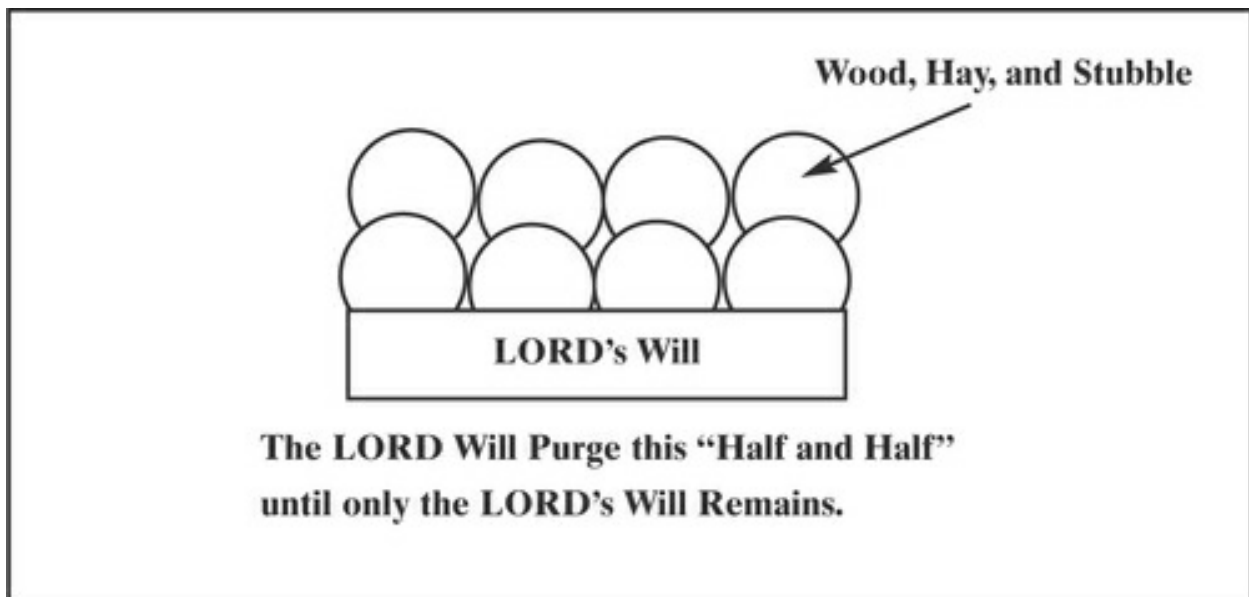 Wood, Hay, and Stubble
LORD’s Will
The LORD Will Purge this “Half and Half”
until only the LORD’s Will Remains.